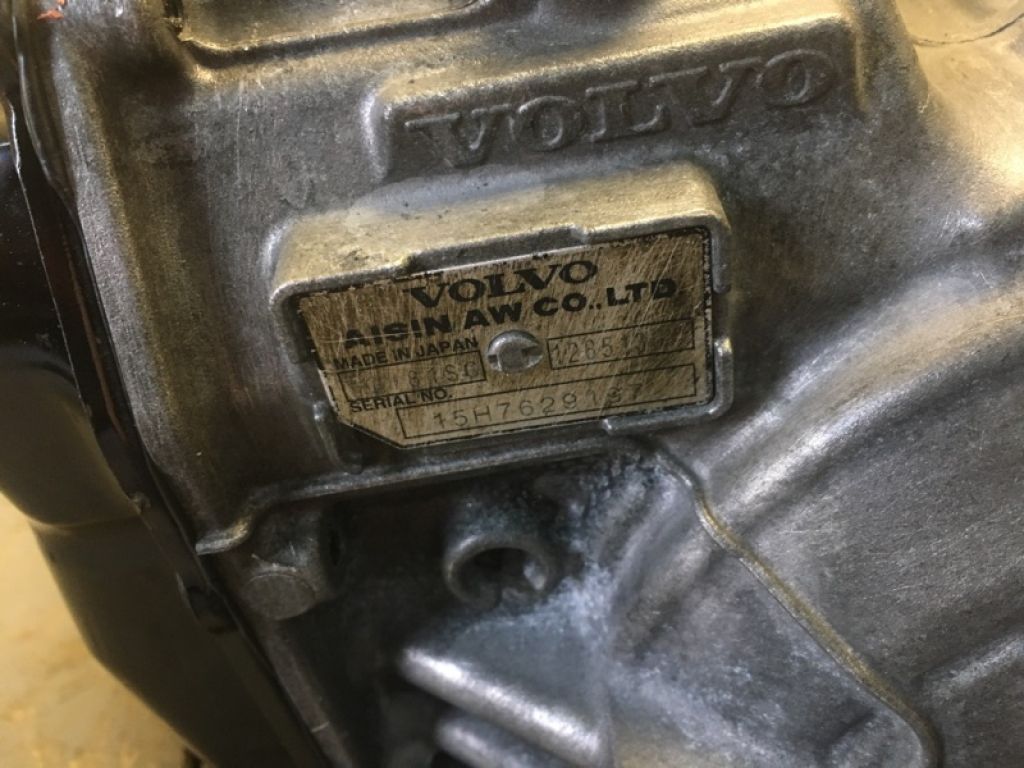 VOLVO
VOLVO
AISIN AW CO.,LTD
MADE IN JAPAN
SERIAL NO.
15H7629137